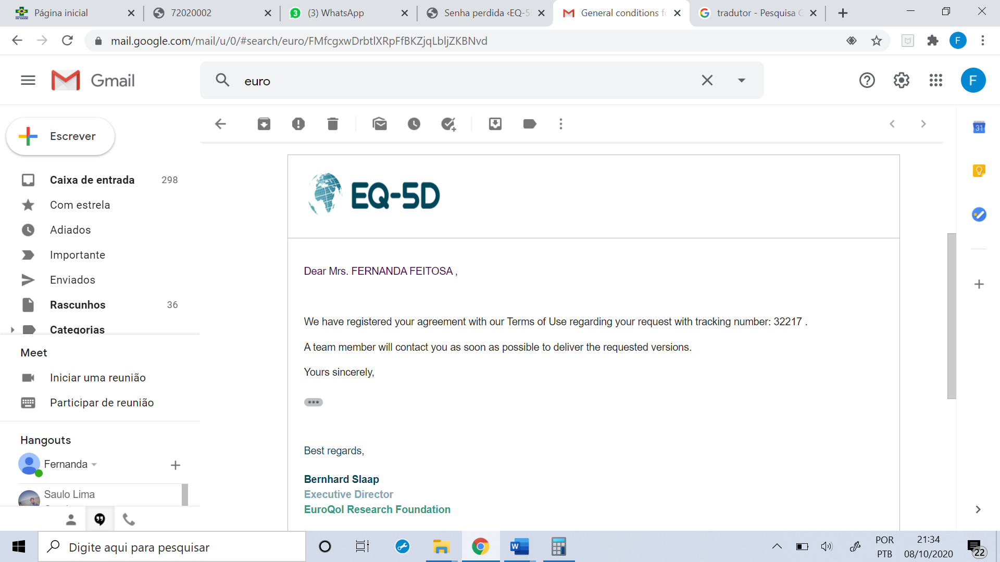 Página inicial
72020002
(3) WhatsApp
Senha perdida ‹EQ-5
General conditions fo
tradutor - Pesquisa G
mail.google.com/mail/u/0/#search/euro/FMfcgxwDrbtlXRpFfBKZjqLbljZKBNvd
F
Gmail
euro
F
Escrever
31
EQ-5D
Caixa de entrada 298
Com estrela
Adiados
Importante
Enviados
Rascunhos 36
Categorias
Dear Mrs. FERNANDA FEITOSA ,
We have registered your agreement with our Terms of Use regarding your request with tracking number: 32217 .
A team member will contact you as soon as possible to deliver the requested versions.
Yours sincerely,
Meet
Iniciar uma reunião
Participar de reunião
Hangouts
Fernanda
Saulo Lima
Best regards,
Bernhard Slaap
Executive Director
EuroQol Research Foundation
Digite aqui para pesquisar
POR
PTB
21:34
08/10/2020
22